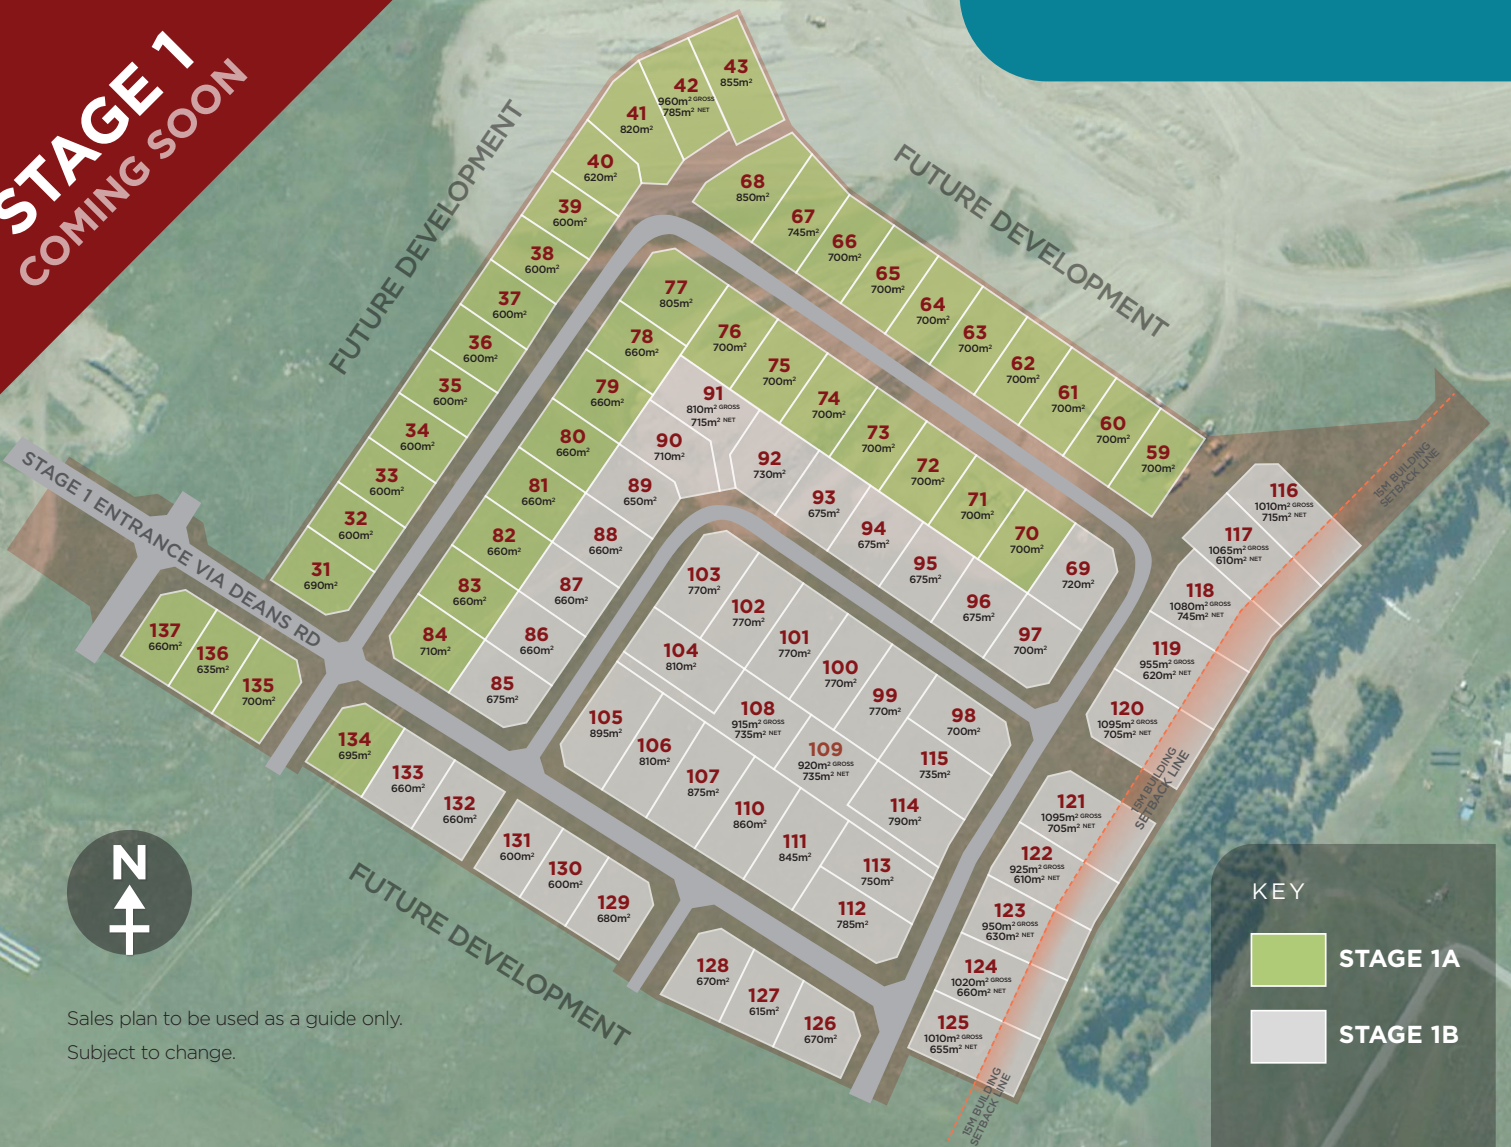 STAGE 1
COMING SOON
FUTURE DEVELOPMENT
FUTURE DEVELOPMENT
43
855m²
42
960m² GROSS
785m² NET
41
820m²
40
620m²
39
600m²
38
600m²
37
600m²
36
600m²
35
600m²
34
600m²
33
600m²
32
600m²
31
690m²
68
850m²
67
745m²
66
700m²
65
700m²
64
700m²
63
700m²
62
700m²
61
700m²
60
700m²
59
700m²
77
805m²
76
700m²
75
700m²
74
700m²
73
700m²
72
700m²
71
700m²
70
700m²
69
720m²
78
660m²
79
660m²
80
660m²
81
660m²
82
660m²
83
660m²
84
710m²
91
810m² GROSS
715m² NET
90
710m²
89
650m²
88
660m²
87
660m²
86
660m²
85
675m²
92
730m²
93
675m²
94
675m²
95
675m²
96
675m²
97
700m²
103
770m²
102
770m²
101
770m²
100
770m²
99
770m²
98
700m²
104
810m²
105
895m²
106
810m²
107
875m²
108
915m² GROSS
735m² NET
109
920m² GROSS
735m² NET
110
860m²
111
845m²
112
785m²
113
750m²
114
790m²
115
735m²
116
1010m² GROSS
715m² NET
117
1065m² GROSS
610m² NET
118
1080m² GROSS
745m² NET
119
955m² GROSS
620m² NET
120
1095m² GROSS
705m² NET
121
1095m² GROSS
705m² NET
122
925m² GROSS
610m² NET
123
950m² GROSS
630m² NET
124
1020m² GROSS
660m² NET
125
1010m² GROSS
655m² NET
15M BUILDING
SETBACK LINE
15M BUILDING
SETBACK LINE
15M BUILDING
SETBACK LINE
STAGE 1 ENTRANCE VIA DEANS RD
137
660m²
136
635m²
135
700m²
134
695m²
133
660m²
132
660m²
131
600m²
130
600m²
129
680m²
128
670m²
127
615m²
126
670m²
FUTURE DEVELOPMENT
N
Sales plan to be used as a guide only.
Subject to change.
KEY
STAGE 1A
STAGE 1B